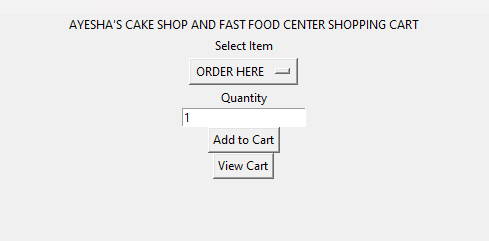 AYESHA'S CAKE SHOP AND FAST FOOD CENTER SHOPPING CART
Select Item
ORDER HERE
Quantity
1
Add to Cart
View Cart